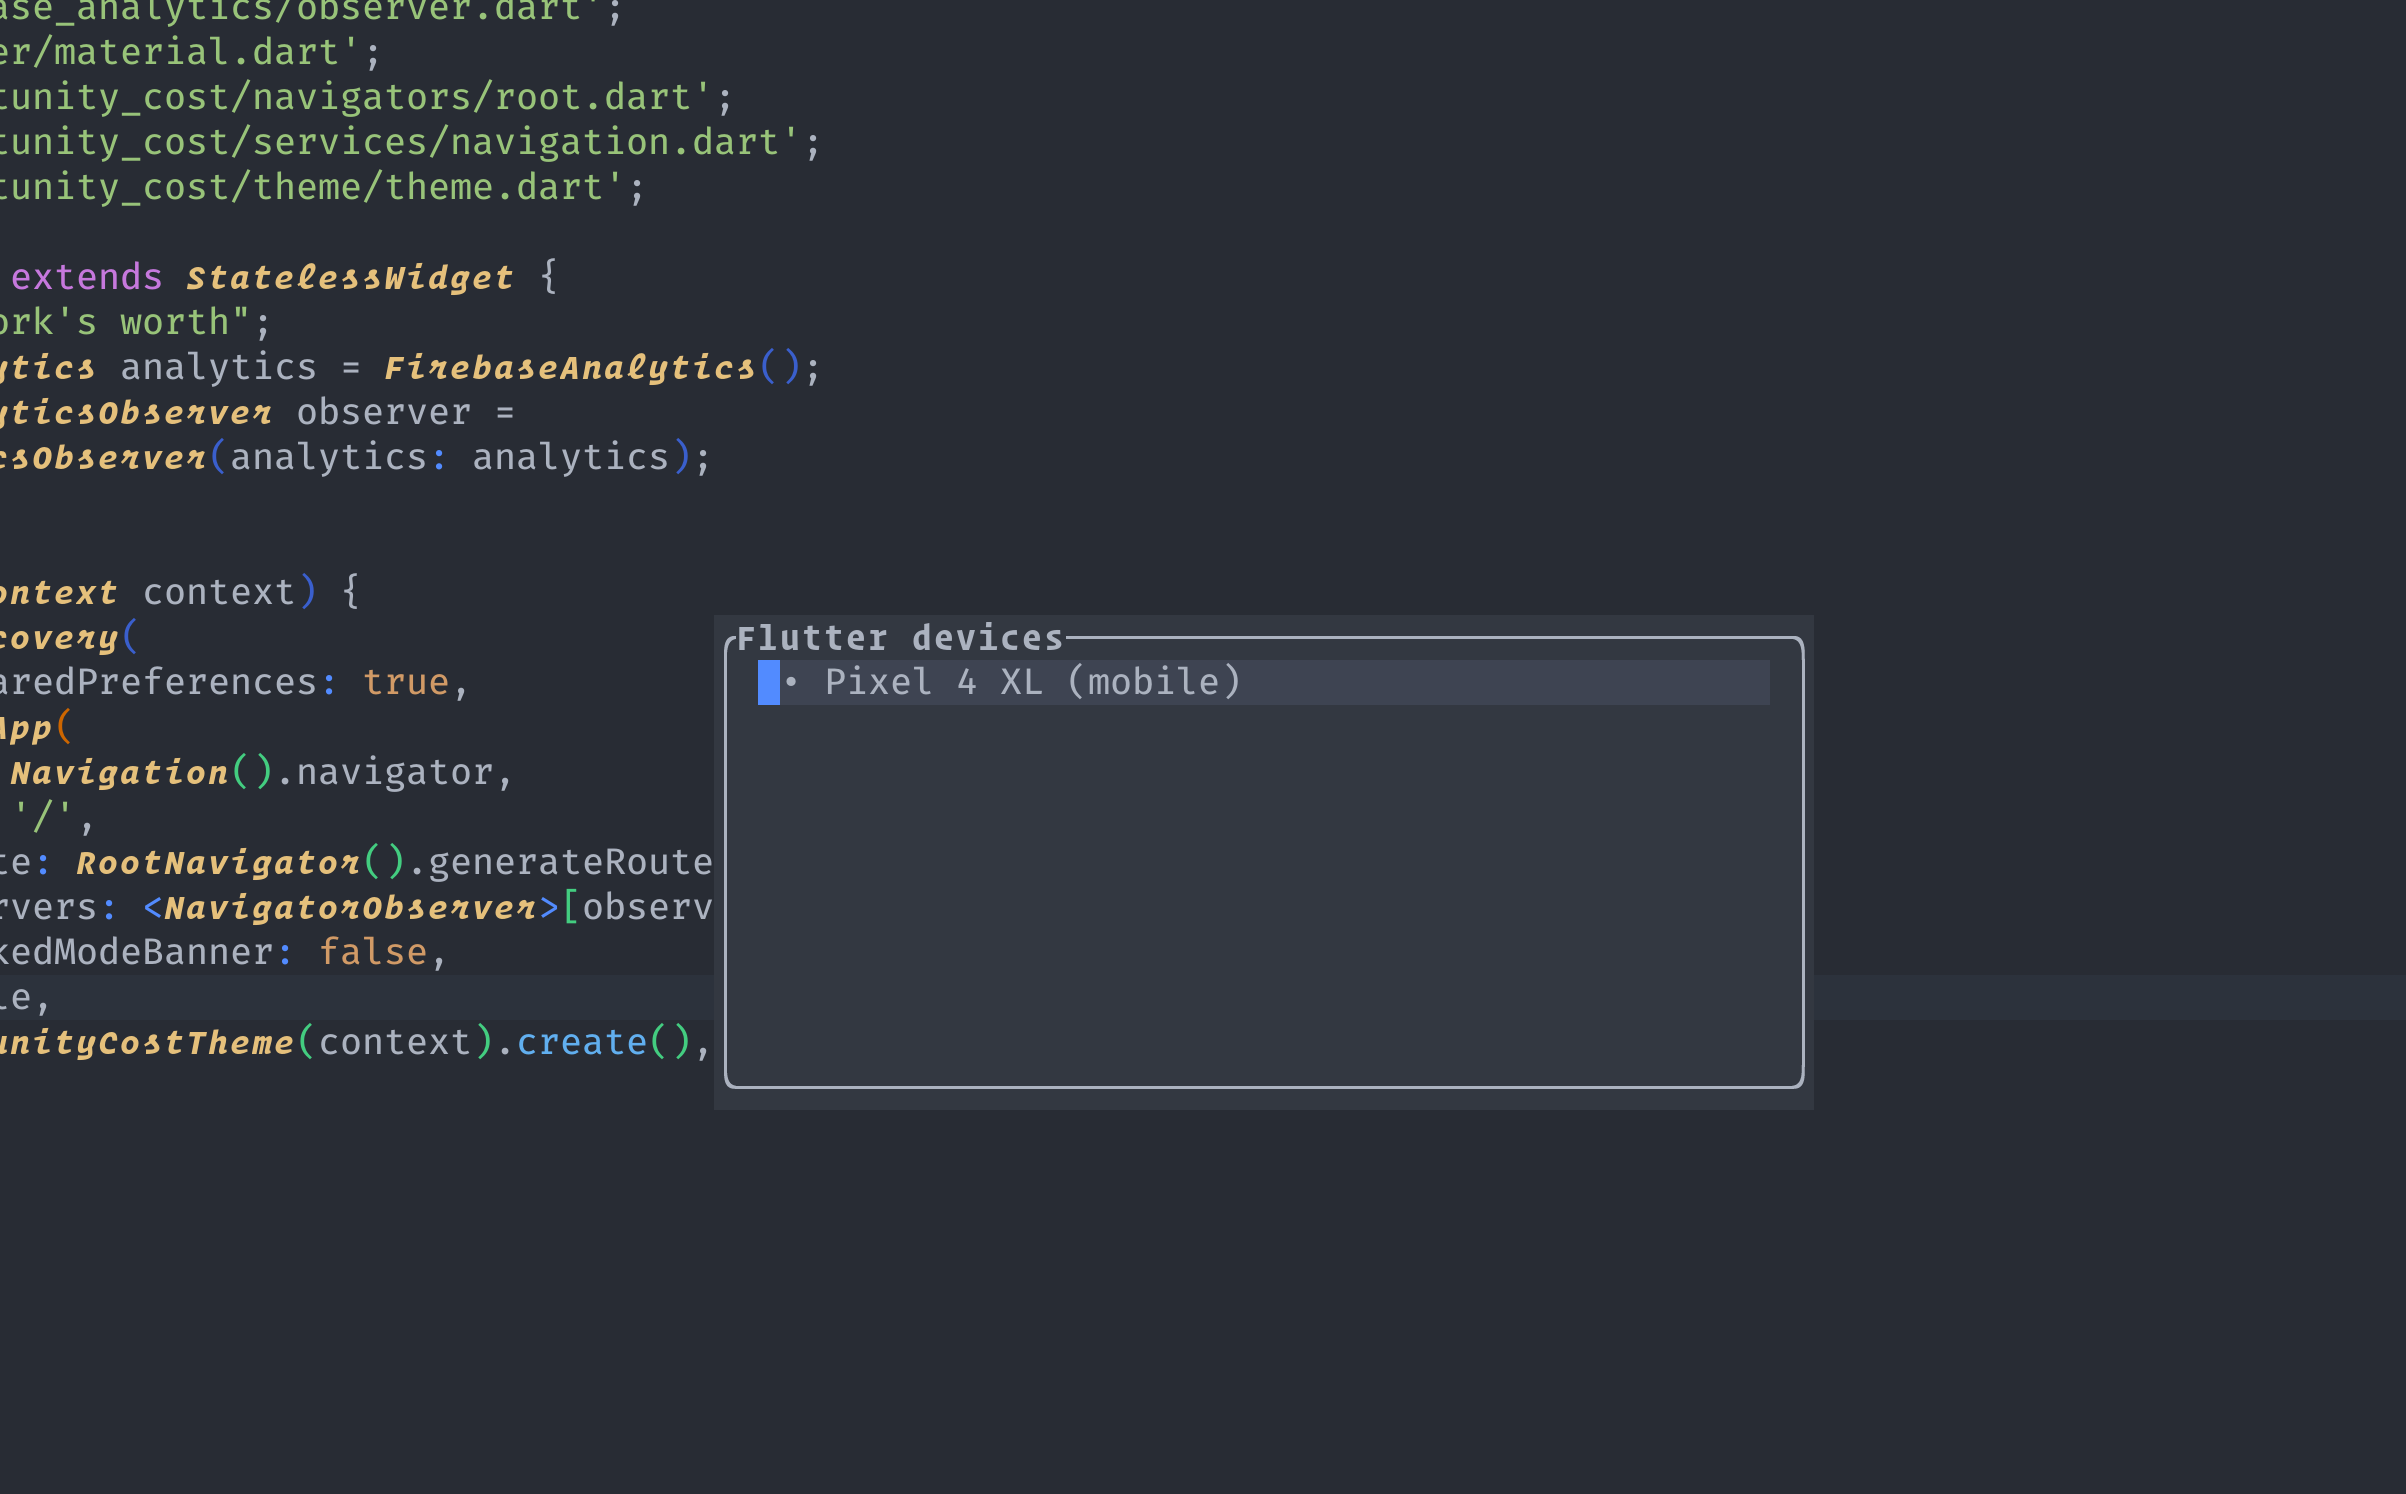 ase_analytics/observer.dart';
er/material.dart';
tunity_cost/navigators/root.dart';
tunity_cost/services/navigation.dart';
tunity_cost/theme/theme.dart';
extends StatelessWidget {
ork's worth";
ytics analytics = FirebaseAnalytics();
yticsObserver observer =
csObserver(analytics: analytics);
ontext context) {
covery(
aredPreferences: true,
App(
Navigation().navigator,
'/',
te: RootNavigator().generateRoute
rvers: <NavigatorObserver>[observ
kedModeBanner: false,
le,
unityCostTheme(context).create(),
Flutter devices
• Pixel 4 XL (mobile)